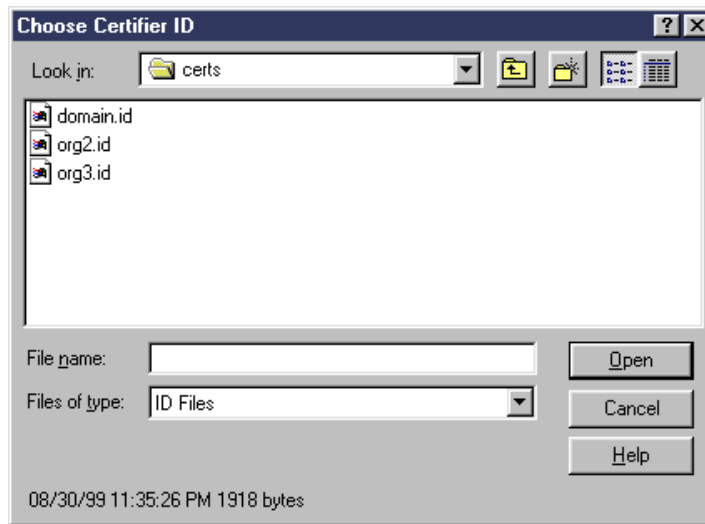 Choose Certifier ID
Look in: certs
domain.id
org2.id
org3.id
File name: Open
Files of type: ID Files Cancel
Help
08/30/99 11:35:26 PM 1918 bytes